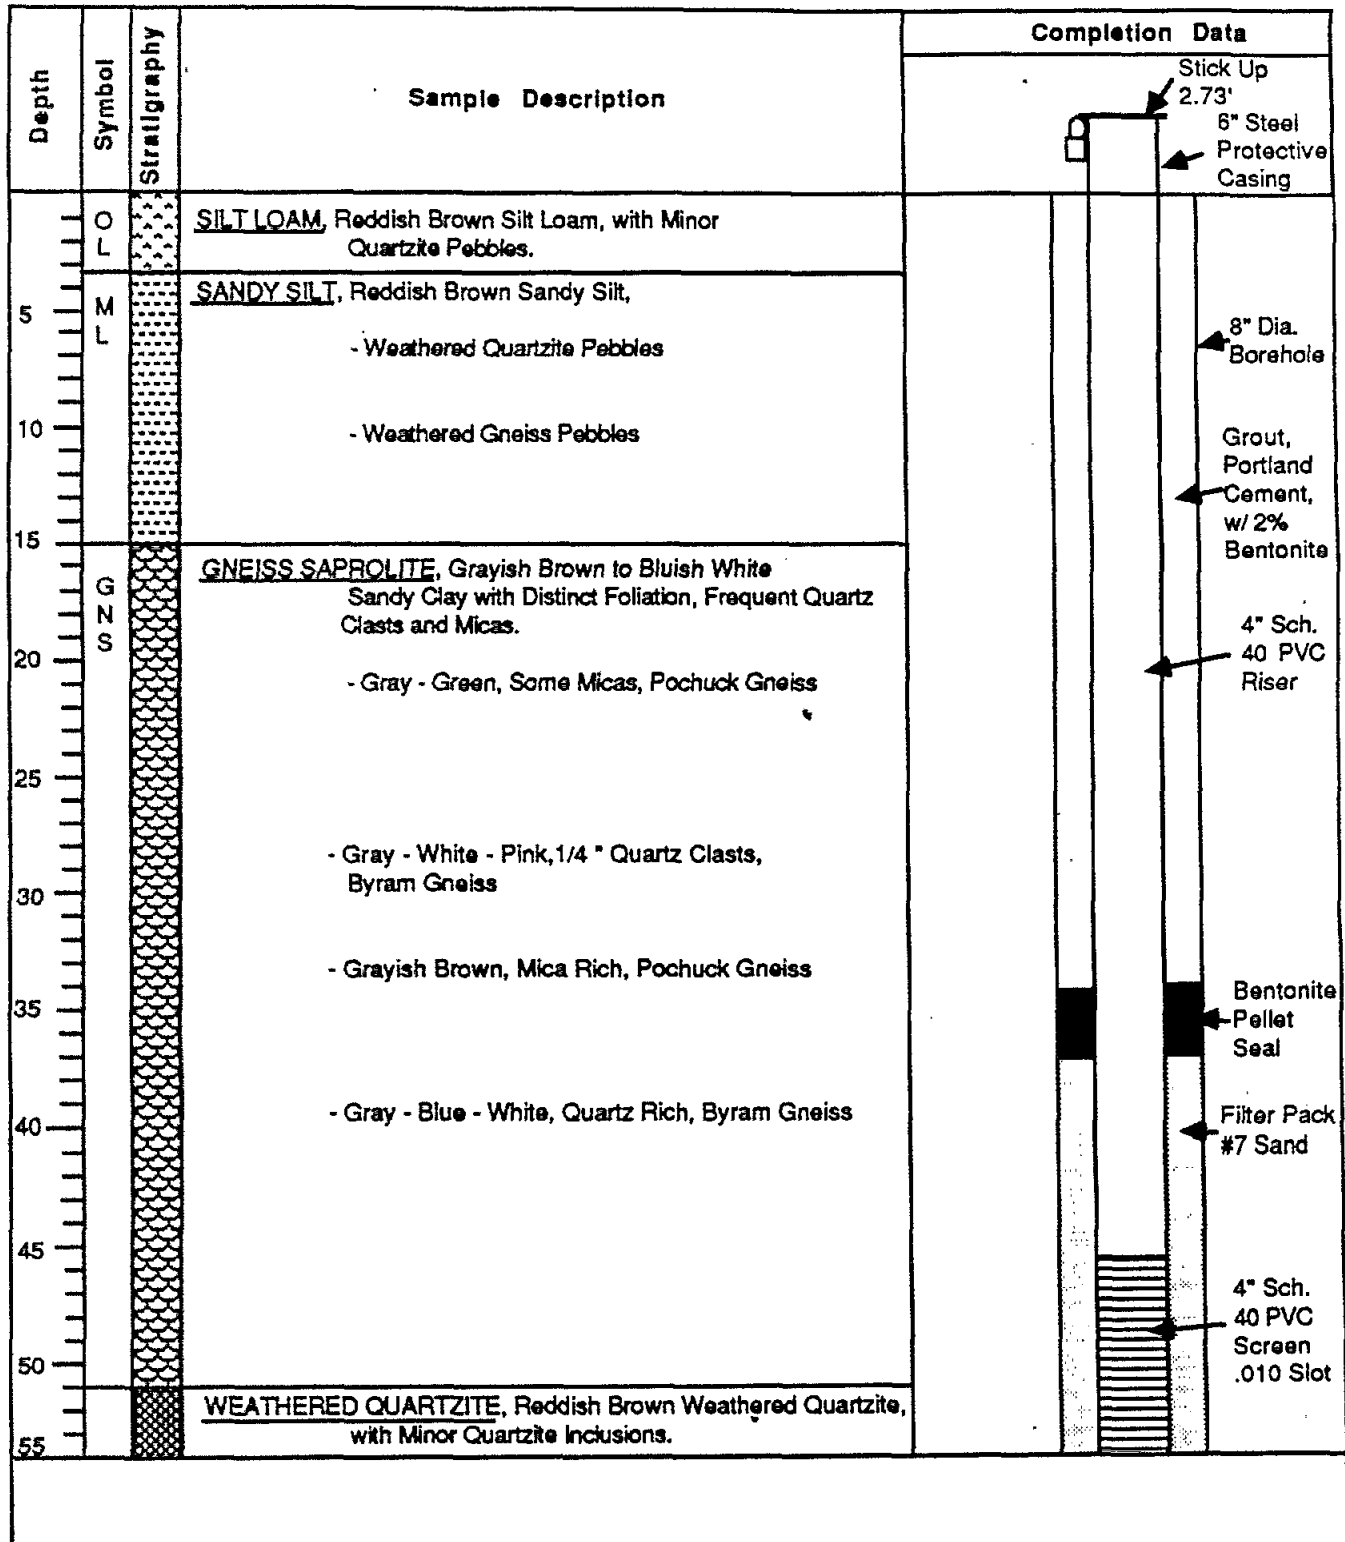 Depth
Symbol
Stratigraphy
Sample Description
Completion Data
Stick Up
2.73'
6" Steel
Protective
Casing
O
L
SILT LOAM, Reddish Brown Silt Loam, with Minor
Quartzite Pebbles.
M
L
SANDY SILT, Reddish Brown Sandy Silt,
- Weathered Quartzite Pebbles
- Weathered Gneiss Pebbles
5
10
15
8" Dia.
Borehole
Grout,
Portland
Cement,
w/ 2%
Bentonite
G
N
S
GNEISS SAPROLITE, Grayish Brown to Bluish White
Sandy Clay with Distinct Foliation, Frequent Quartz
Clasts and Micas.
- Gray - Green, Some Micas, Pochuck Gneiss
- Gray - White - Pink,1/4 " Quartz Clasts,
Byram Gneiss
- Grayish Brown, Mica Rich, Pochuck Gneiss
- Gray - Blue - White, Quartz Rich, Byram Gneiss
20
25
30
35
40
45
50
4" Sch.
40 PVC
Riser
Bentonite
Pellet
Seal
Filter Pack
#7 Sand
4" Sch.
40 PVC
Screen
.010 Slot
WEATHERED QUARTZITE, Reddish Brown Weathered Quartzite,
with Minor Quartzite Inclusions.
55